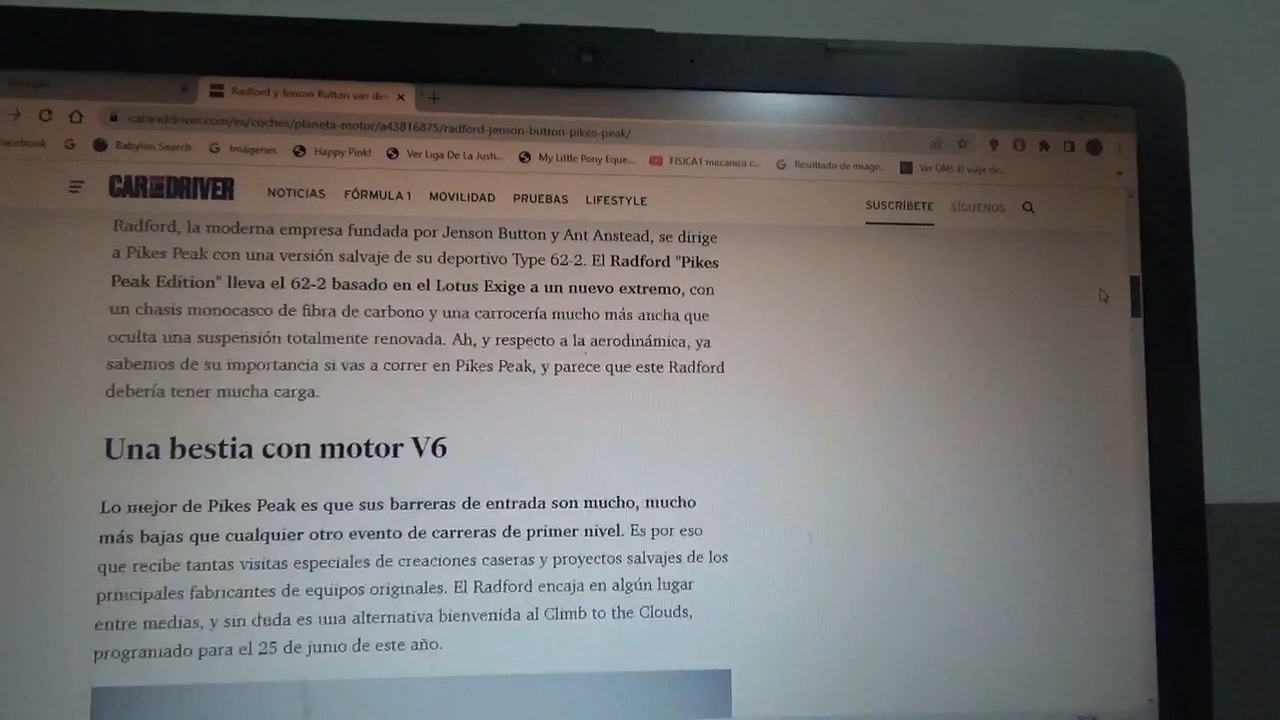 Radford y Jenson Button van dire
caranddriver.com/es/coches/planeta-motor/a43816875/radford-jenson-button-pikes-peak/
acebook
Babylon Search
Imágenes
Happy Pink!
Ver Liga De La Justi...
My Little Pony Eque...
FISICA1 mecanica c...
Resultado de image...
CAR AND DRIVER
NOTICIAS
FÓRMULA 1
MOVILIDAD
PRUEBAS
LIFESTYLE
SUSCRÍBETE
SÍGUENOS
Radford, la moderna empresa fundada por Jenson Button y Ant Anstead, se dirige
a Pikes Peak con una versión salvaje de su deportivo Type 62-2. El Radford "Pikes
Peak Edition" lleva el 62-2 basado en el Lotus Exige a un nuevo extremo, con
un chasis monocasco de fibra de carbono y una carrocería mucho más ancha que
oculta una suspensión totalmente renovada. Ah, y respecto a la aerodinámica, ya
sabemos de su importancia si vas a correr en Pikes Peak, y parece que este Radford
debería tener mucha carga.
Una bestia con motor V6
Lo mejor de Pikes Peak es que sus barreras de entrada son mucho, mucho
más bajas que cualquier otro evento de carreras de primer nivel. Es por eso
que recibe tantas visitas especiales de creaciones caseras y proyectos salvajes de los
principales fabricantes de equipos originales. El Radford encaja en algún lugar
entre medias, y sin duda es una alternativa bienvenida al Climb to the Clouds,
programado para el 25 de junio de este año.